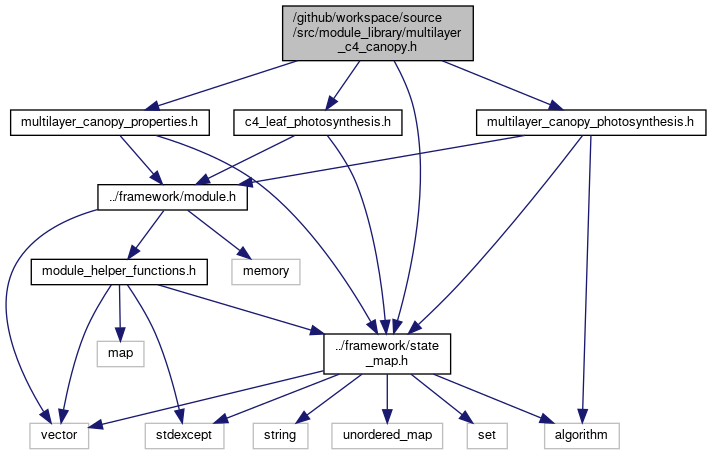 /github/workspace/source
/src/module_library/multilayer
_c4_canopy.h
multilayer_canopy_properties.h
c4_leaf_photosynthesis.h
multilayer_canopy_photosynthesis.h
../framework/module.h
module_helper_functions.h
memory
map
../framework/state
_map.h
vector
stdexcept
string
unordered_map
set
algorithm